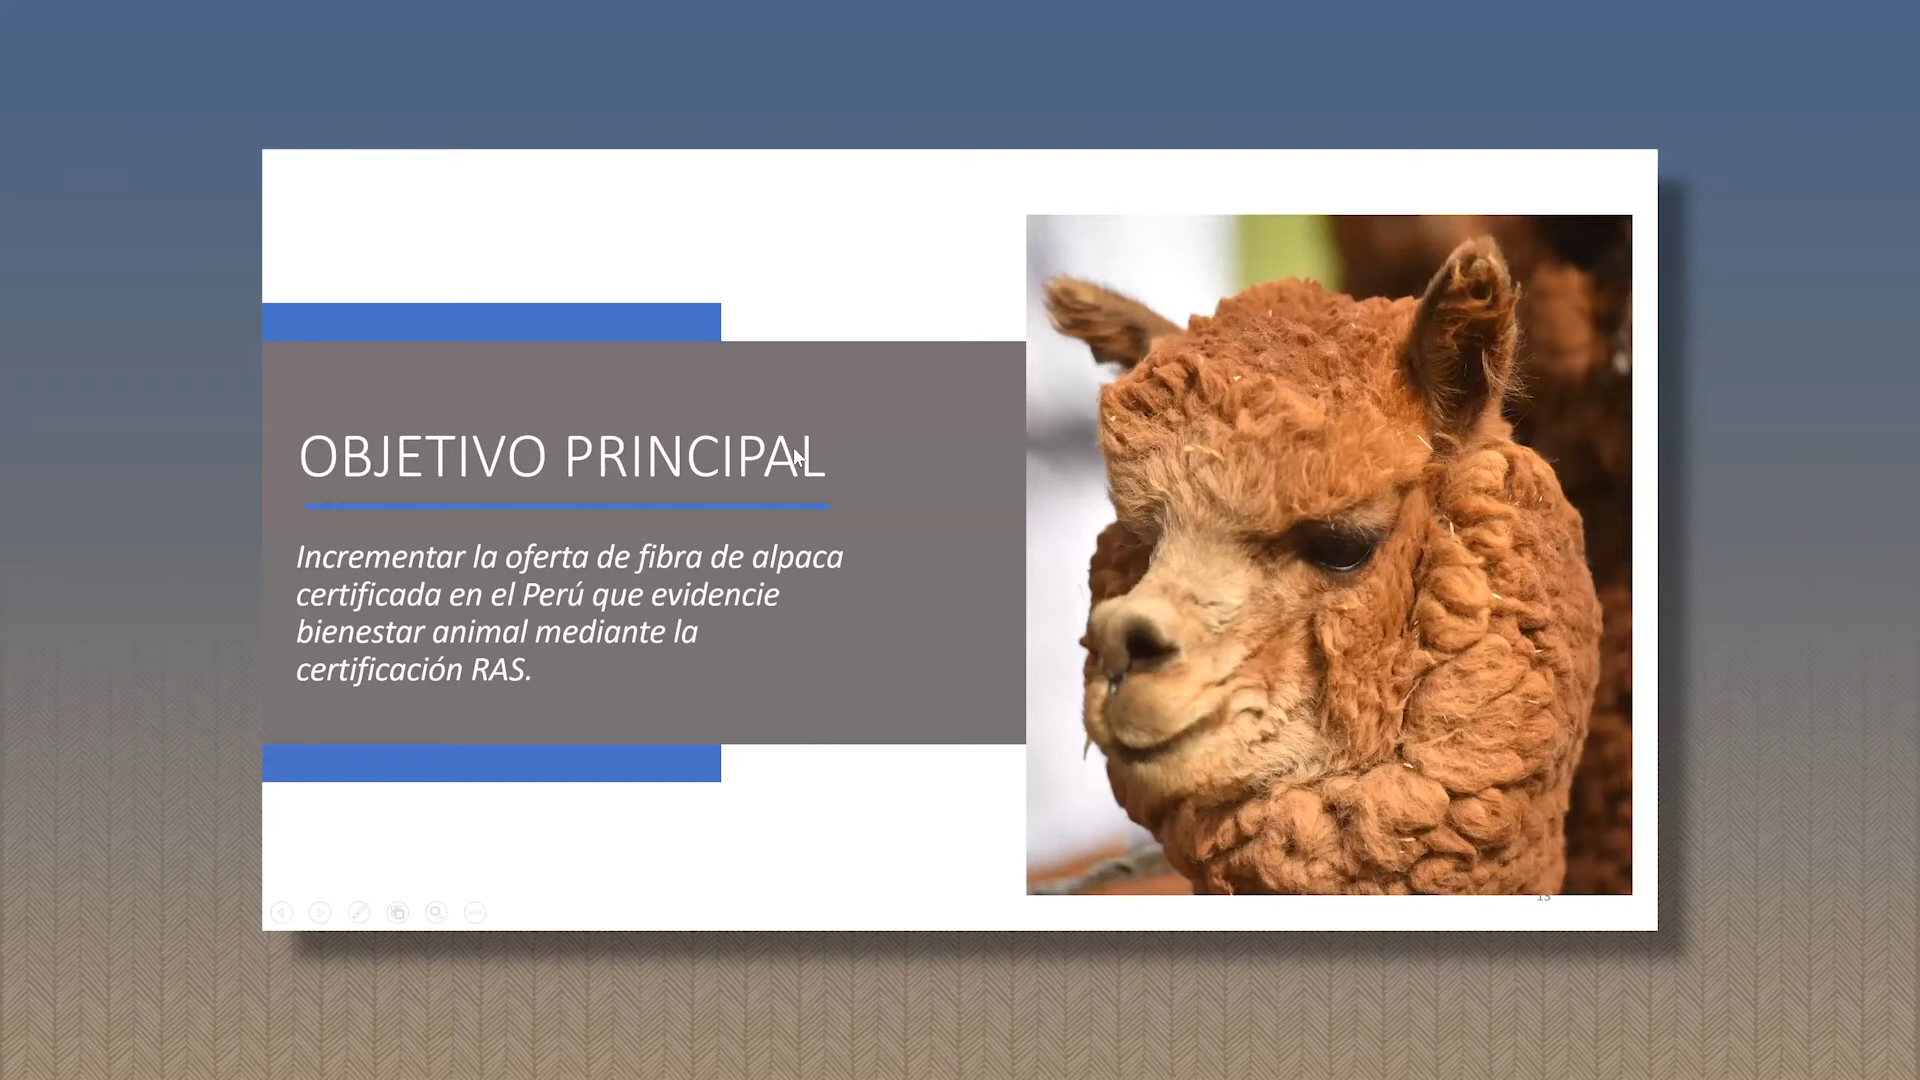 OBJETIVO PRINCIPAL
Incrementar la oferta de fibra de alpaca
certificada en el Perú que evidencie
bienestar animal mediante la
certificación RAS.
13